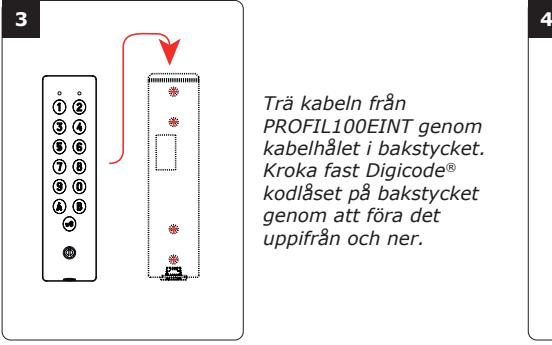 3
4
1 2
3 4
5 6
7 8
9 0
A B
Trä kabeln från
PROFIL100EINT genom
kabelhålet i bakstycket.
Kroka fast Digicode®
kodlåset på bakstycket
genom att föra det
uppifrån och ner.